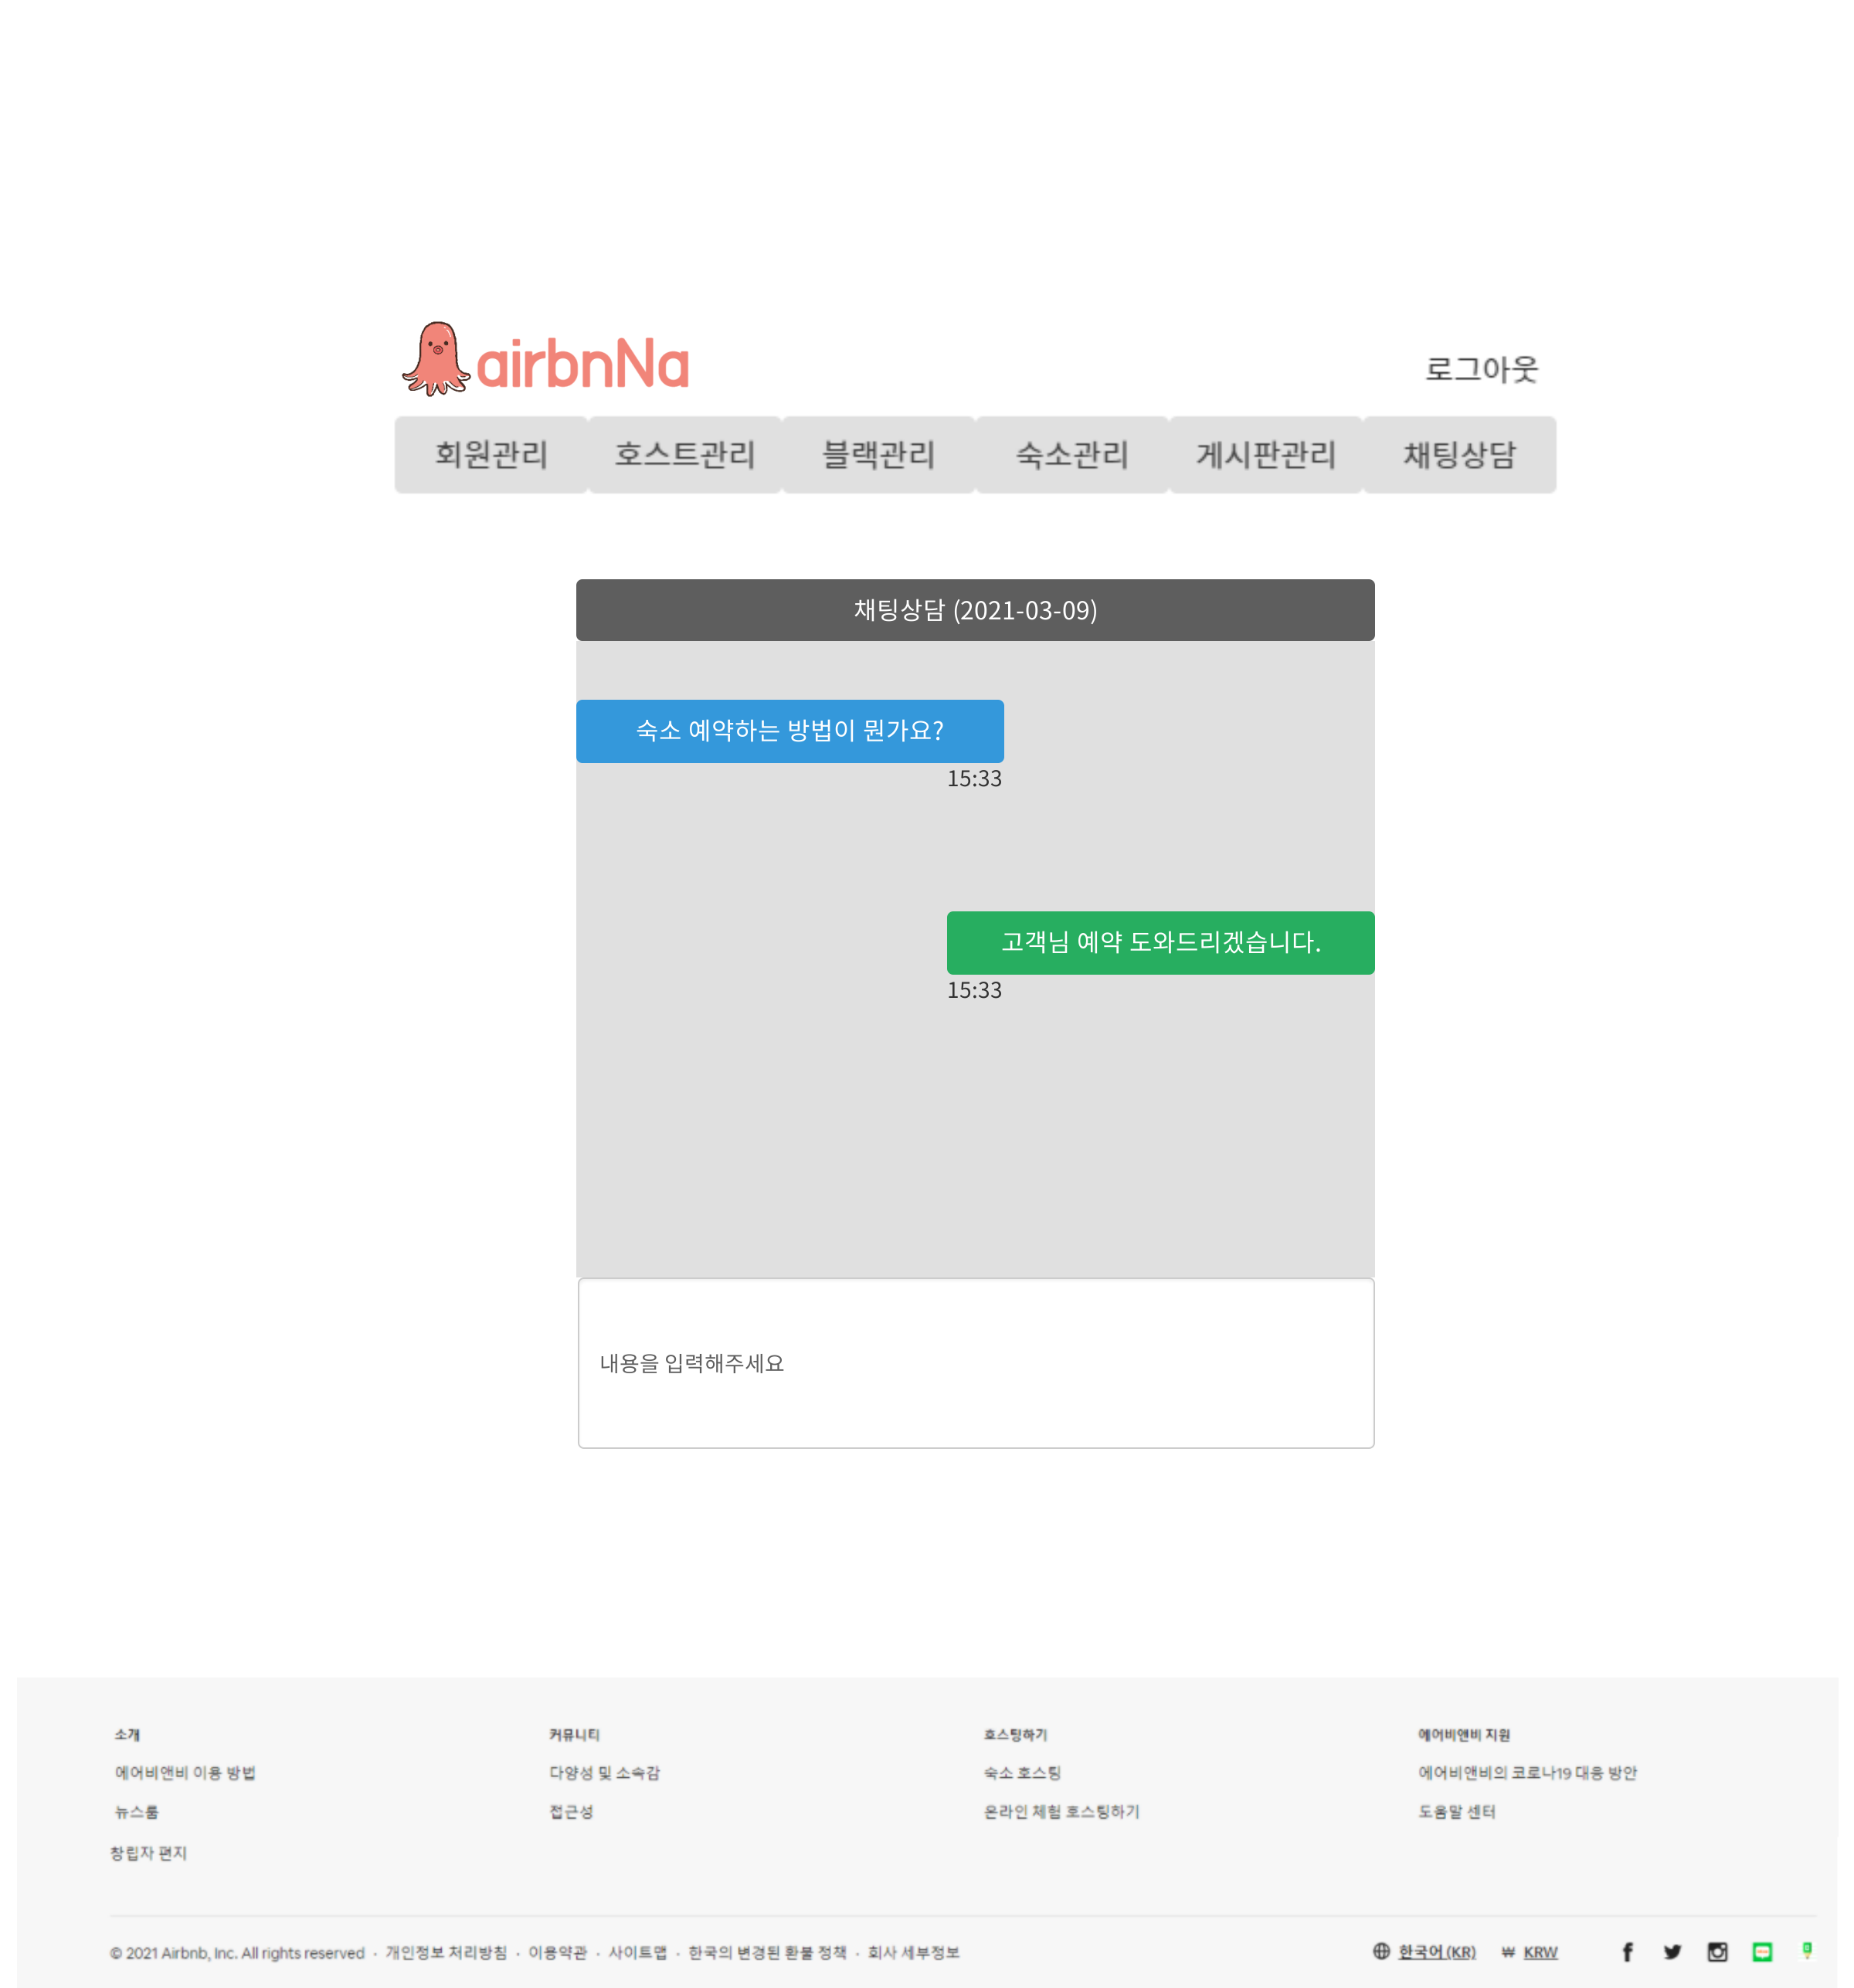 airbnNa
로그아웃
회원관리 호스트관리 블랙관리 숙소관리 게시판관리 채팅상담
채팅상담 (2021-03-09)
숙소 예약하는 방법이 뭔가요?
15:33
고객님 예약 도와드리겠습니다.
15:33
내용을 입력해주세요
소개 커뮤니티 호스팅하기 에어비앤비 지원
에어비앤비 이용 방법 다양성 및 소속감 숙소 호스팅 에어비앤비의 코로나19 대응 방안
뉴스룸 접근성 온라인 체험 호스팅하기 도움말 센터
창립자 편지
© 2021 Airbnb, Inc. All rights reserved · 개인정보 처리방침 · 이용약관 · 사이트맵 · 한국의 변경된 환불 정책 · 회사 세부정보 한국어 (KR) ₩ KRW